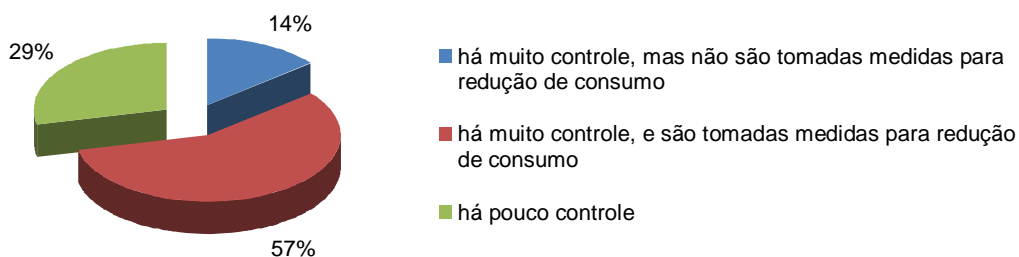 14%
29%
57%
há muito controle, mas não são tomadas medidas para
redução de consumo
há muito controle, e são tomadas medidas para redução
de consumo
há pouco controle